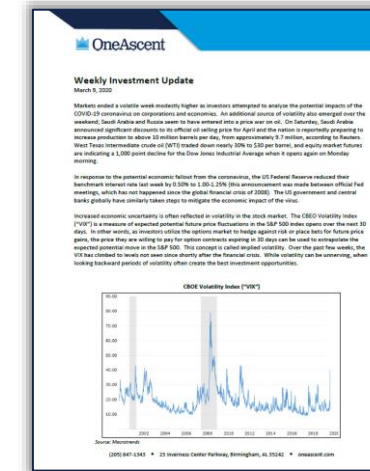 OneAscent
Weekly Investment Update
March 9, 2020
Markets ended a volatile week modestly higher as investors attempted to analyze the potential impacts of the
COVID-19 coronavirus on corporations and economies. An additional source of volatility also emerged over the
weekend; Saudi Arabia and Russia seem to have entered into a price war on oil. On Saturday, Saudi Arabia
announced significant discounts to its official oil selling price for April and the nation is reportedly preparing to
increase production to above 10 million barrels per day, from approximately 9.7 million, according to Reuters.
West Texas Intermediate crude oil (WTI) traded down nearly 30% to $30 per barrel, and equity market futures
are indicating a 1,000 point decline for the Dow Jones Industrial Average when it opens again on Monday
morning.
In response to the potential economic fallout from the coronavirus, the US Federal Reserve reduced their
benchmark interest rate last week by 0.50% to 1.00-1.25% (this announcement was made between official Fed
meetings, which has not happened since the global financial crisis of 2008). The US government and central
banks globally have similarly taken steps to mitigate the economic impact of the virus.
Increased economic uncertainty is often reflected in volatility in the stock market. The CBEO Volatility Index
("VIX") is a measure of expected potential future price fluctuations in the S&P 500 index opens over the next 30
days. In other words, as investors utilize the options market to hedge against risk or place bets for future price
gains, the price they are willing to pay for option contracts expiring in 30 days can be used to extrapolate the
expected potential move in the S&P 500. This concept is called implied volatility. Over the past few weeks, the
VIX has climbed to levels not seen since shortly after the financial crisis. While volatility can be unnerving, when
looking backward periods of volatility often create the best investment opportunities.
CBOE Volatility Index ("VIX")
90.00
80.00
70.00
60.00
50.00
40.00
30.00
20.00
10.00
2002 2004 2006 2008 2010 2012 2014 2016 2018 2020
Source: Macrotrends
(205) 847-1343 • 23 Inverness Center Parkway, Birmingham, AL 35242 • oneascent.com